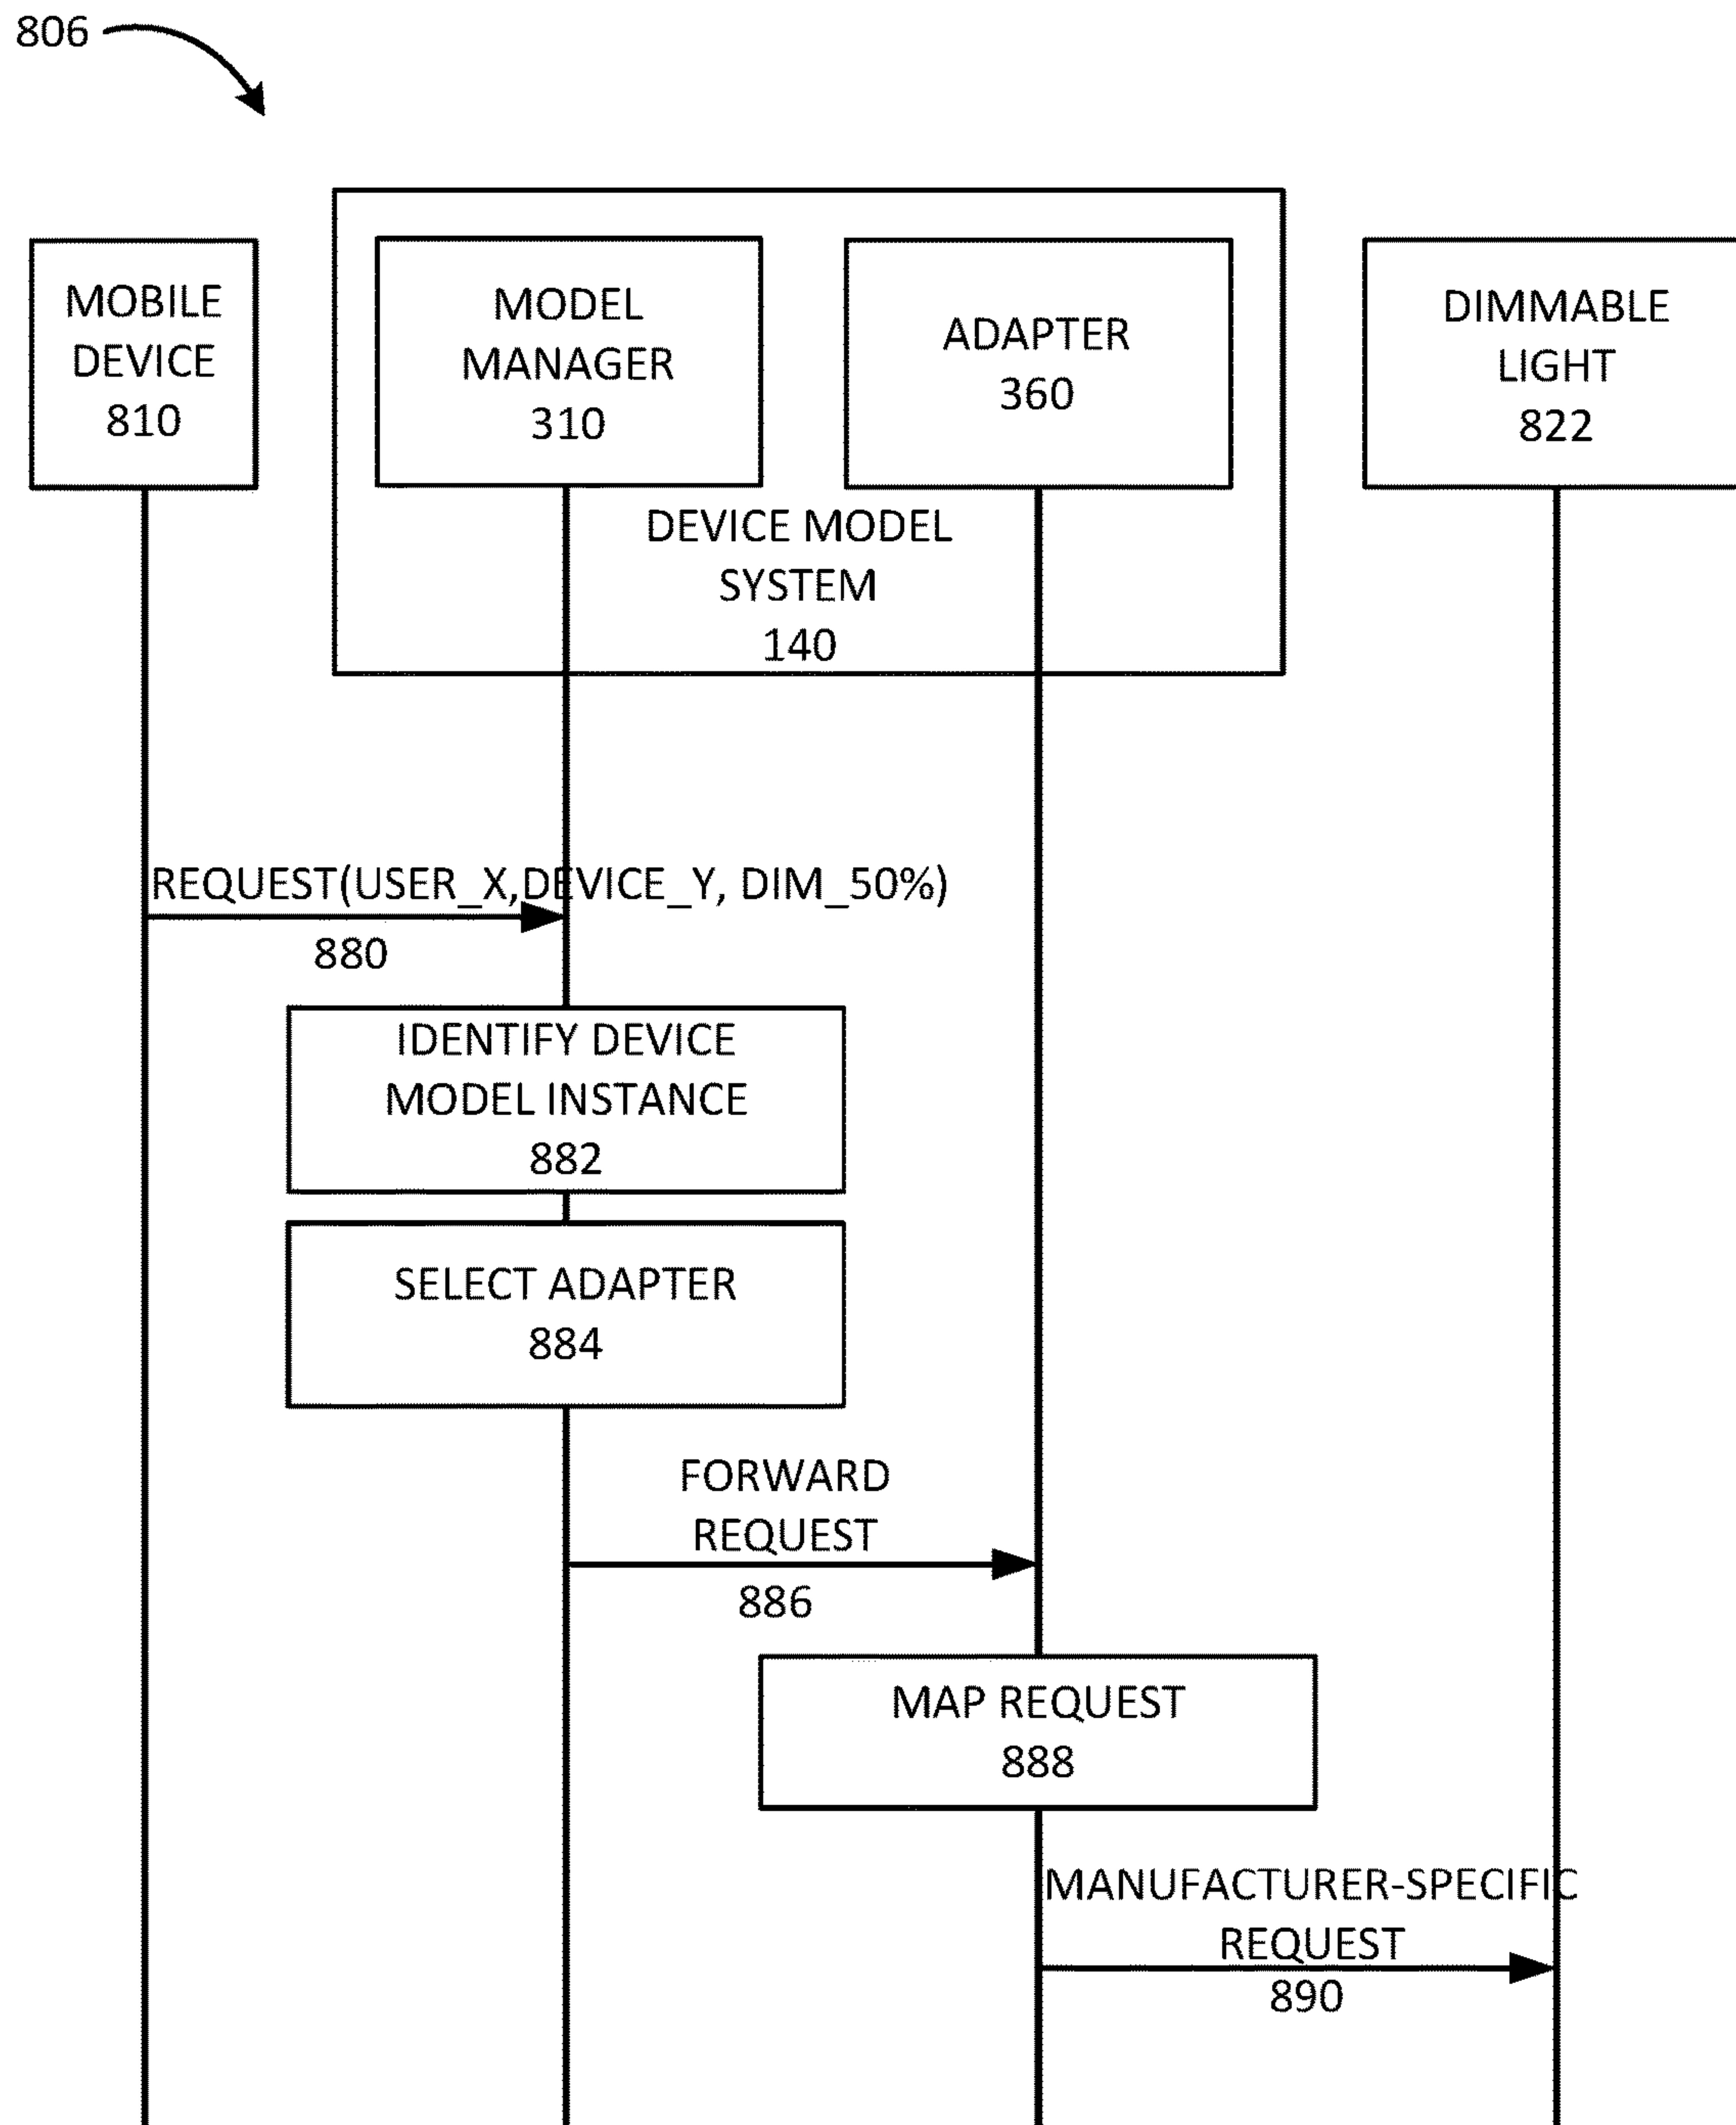 806
MOBILE
DEVICE
810
MODEL
MANAGER
310
ADAPTER
360
DIMMABLE
LIGHT
822
DEVICE MODEL
SYSTEM
140
REQUEST(USER_X,DEVICE_Y, DIM_50%)
880
IDENTIFY DEVICE
MODEL INSTANCE
882
SELECT ADAPTER
884
FORWARD
REQUEST
886
MAP REQUEST
888
MANUFACTURER-SPECIFIC
REQUEST
890